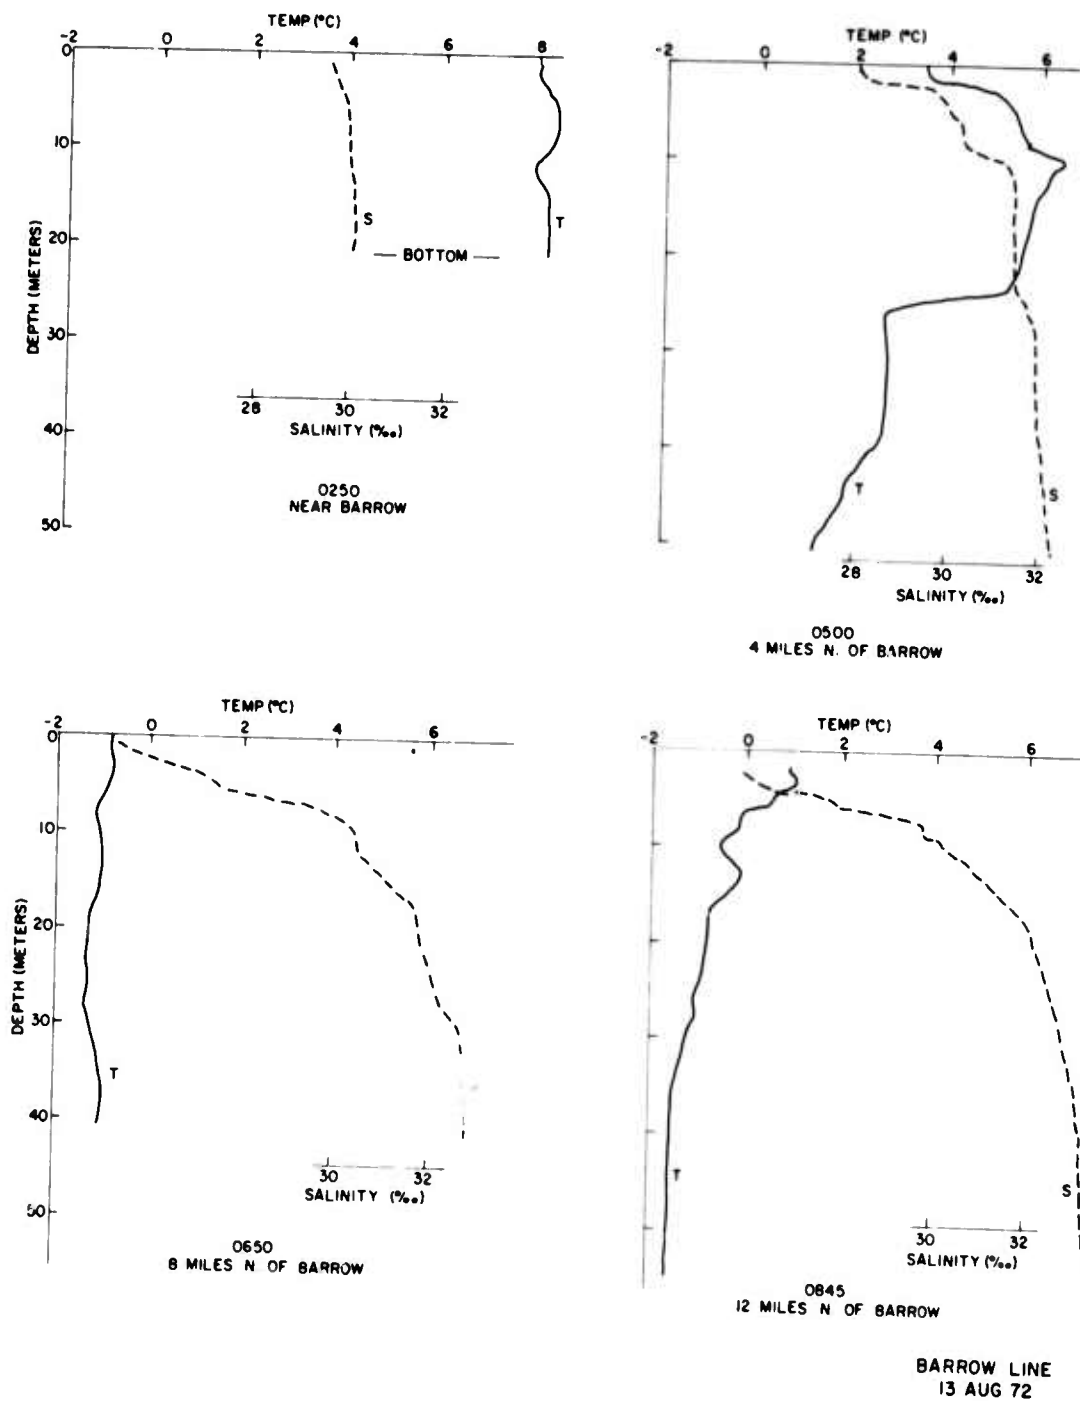 TEMP (°C)
-2 0 2 4 6 8
0
10
20
30
40
50
DEPTH (METERS)
S
T
BOTTOM
28 30 32
SALINITY (‰)
0250
NEAR BARROW
TEMP (°C)
-2 0 2 4 6
T
S
28 30 32
SALINITY (‰)
0500
4 MILES N. OF BARROW
TEMP (°C)
-2 0 2 4 6
0
10
20
30
40
50
DEPTH (METERS)
T
30 32
SALINITY (‰)
0650
8 MILES N. OF BARROW
TEMP (°C)
-2 0 2 4 6
T
S
30 32
SALINITY (‰)
0845
12 MILES N OF BARROW
BARROW LINE
13 AUG 72